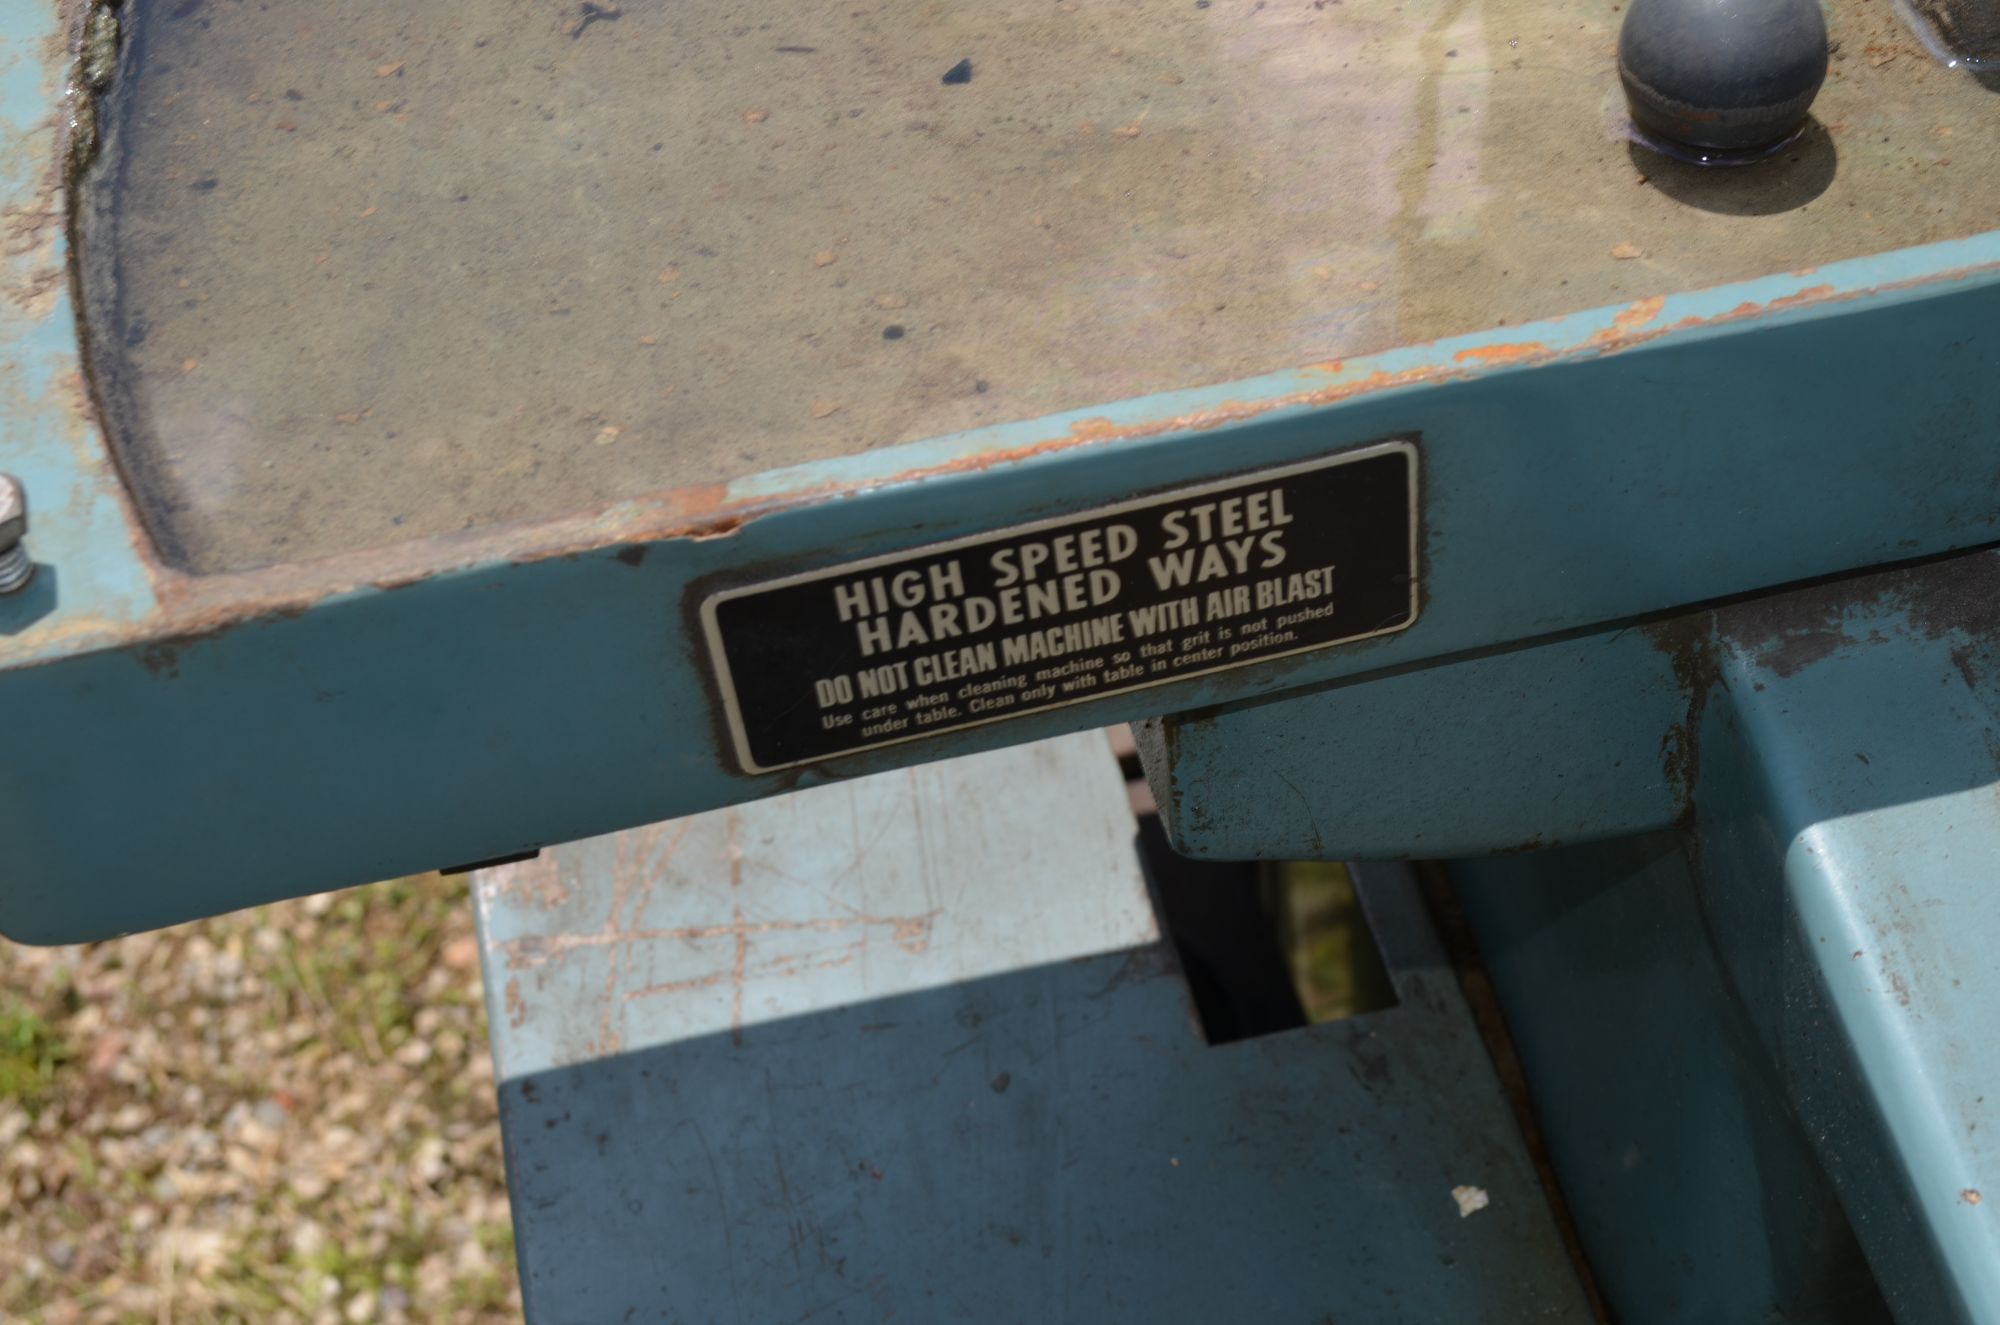 HIGH SPEED STEEL
HARDENED WAYS
DO NOT CLEAN MACHINE WITH AIR BLAST
Use care when cleaning machine so that grit is not pushed
under table. Clean only with table in center position.